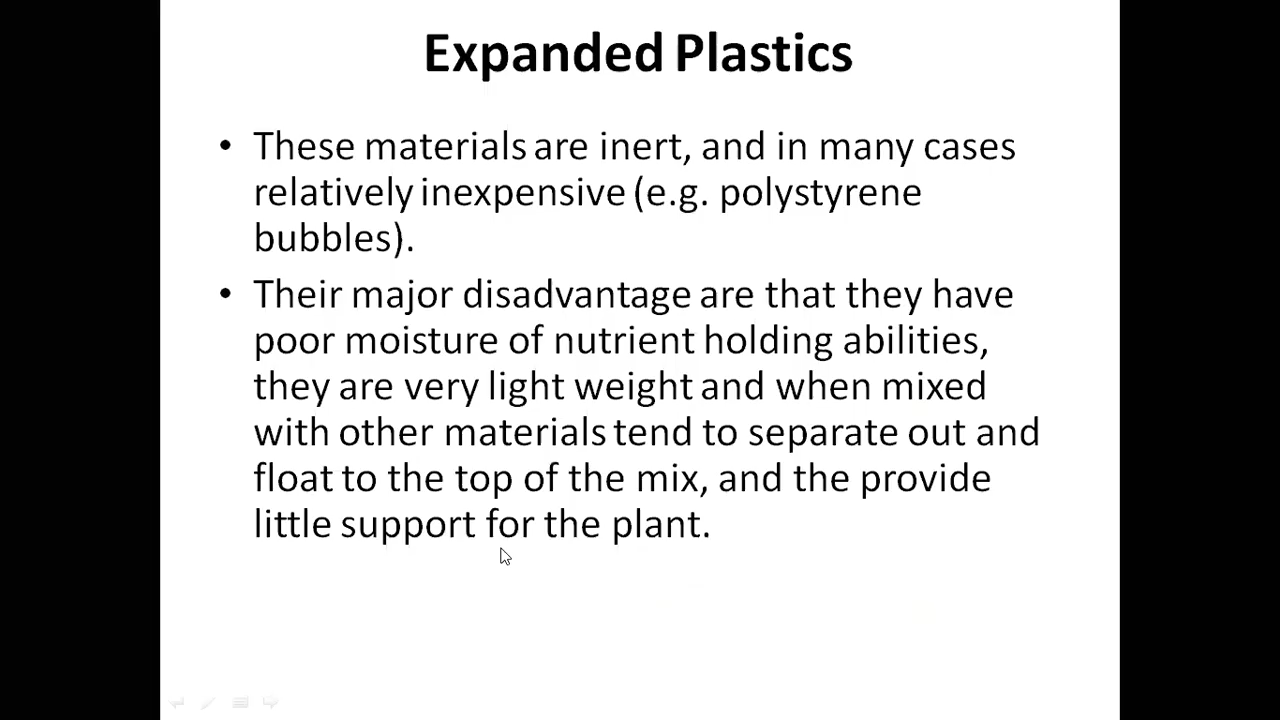 Expanded Plastics
• These materials are inert, and in many cases
relatively inexpensive (e.g. polystyrene
bubbles).
• Their major disadvantage are that they have
poor moisture of nutrient holding abilities,
they are very light weight and when mixed
with other materials tend to separate out and
float to the top of the mix, and the provide
little support for the plant.